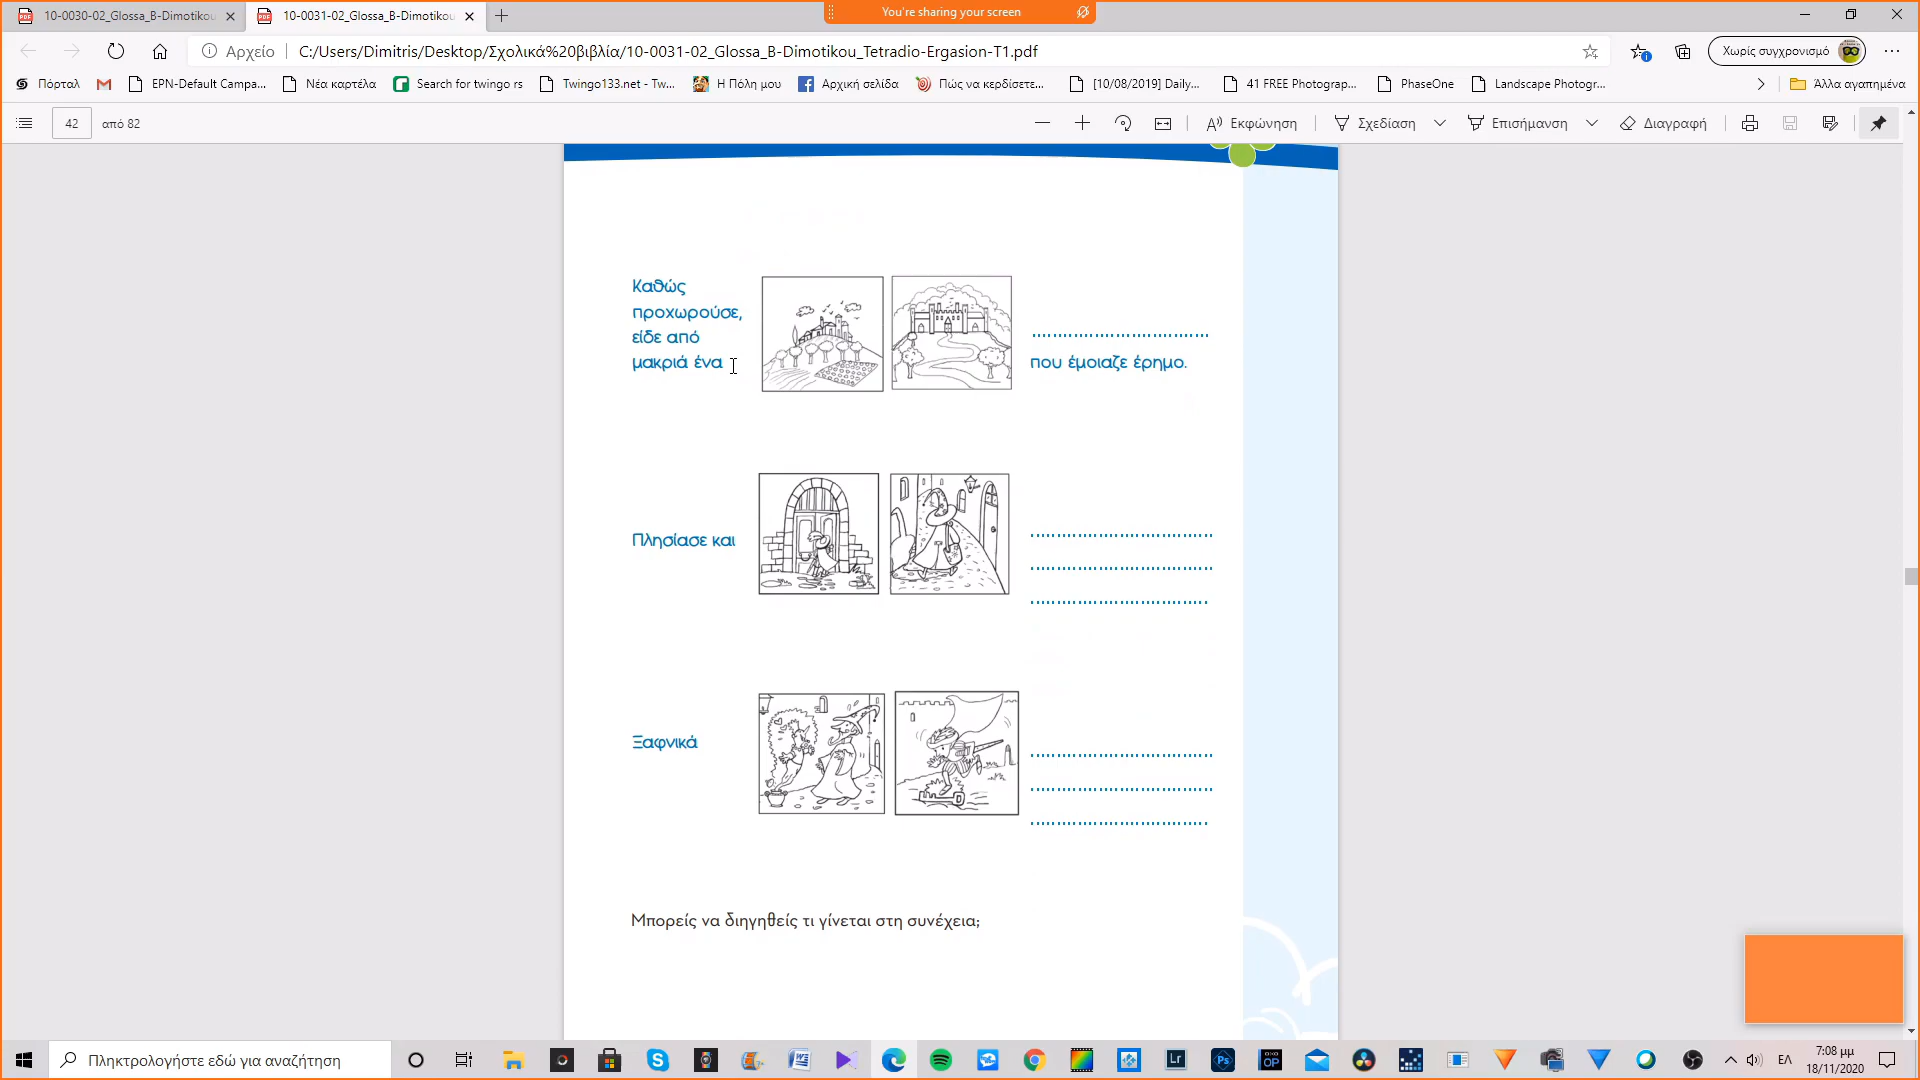 10-0030-02_Glossa_B-Dimotikou
10-0031-02_Glossa_B-Dimotikou
You're sharing your screen
Αρχείο
C:/Users/Dimitris/Desktop/Σχολικά%20βιβλία/10-0031-02_Glossa_B-Dimotikou_Tetradio-Ergasion-T1.pdf
Χωρίς συγχρονισμό
Πόρταλ
EPN-Default Campa...
Νέα καρτέλα
Search for twingo rs
Twingo133.net - Tw...
Η Πόλη μου
Αρχική σελίδα
Πώς να κερδίσετε...
[10/08/2019] Daily...
41 FREE Photograp...
PhaseOne
Landscape Photogr...
Άλλα αγαπημένα
42 από 82
Εκφώνηση
Σχεδίαση
Επισήμανση
Διαγραφή
Καθώς
προχωρούσε,
είδε από
μακριά ένα
που έμοιαζε έρημο.
Πλησίασε και
Ξαφνικά
Μπορείς να διηγηθείς τι γίνεται στη συνέχεια;
Πληκτρολογήστε εδώ για αναζήτηση
Lr
Ps
OP
ΕΛ
7:08 μμ
18/11/2020